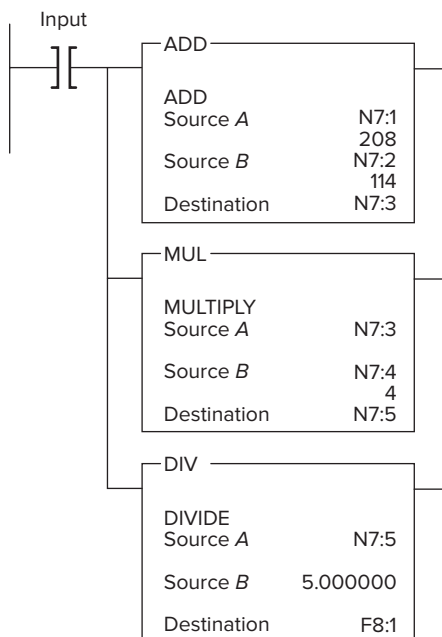 Input
ADD
ADD
Source A N7:1
208
Source B N7:2
114
Destination N7:3
MUL
MULTIPLY
Source A N7:3
Source B N7:4
4
Destination N7:5
DIV
DIVIDE
Source A N7:5
Source B 5.000000
Destination F8:1